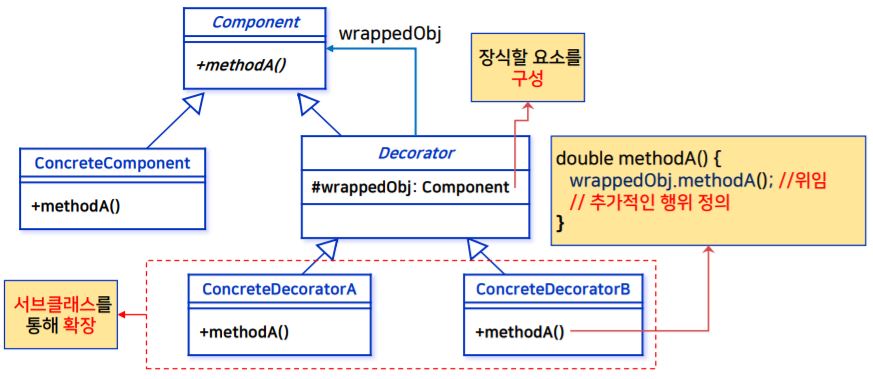 Component
+methodA()
wrappedObj
장식할 요소를
구성
ConcreteComponent
+methodA()
Decorator
#wrappedObj: Component
double methodA() {
wrappedObj.methodA(); //위임
// 추가적인 행위 정의
}
서브클래스를
통해 확장
ConcreteDecoratorA
+methodA()
ConcreteDecoratorB
+methodA()